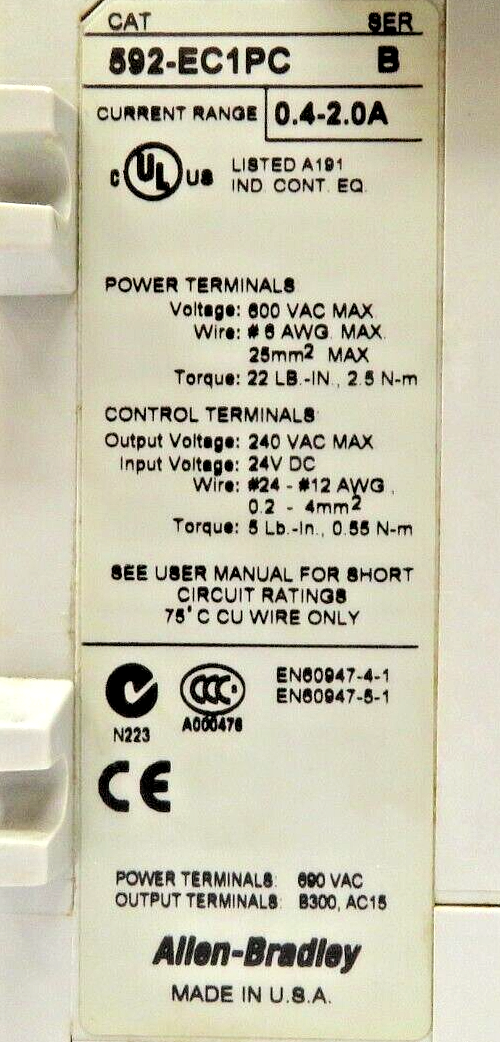 CAT SER
592-EC1PC B
CURRENT RANGE 0.4-2.0A
C UL US LISTED A191
IND. CONT. EQ.
POWER TERMINALS
Voltage: 600 VAC MAX
Wire: #6 AWG. MAX.
25mm² MAX
Torque: 22 LB.-IN., 2.5 N-m
CONTROL TERMINALS
Output Voltage: 240 VAC MAX
Input Voltage: 24V DC
Wire: #24 - #12 AWG,
0.2 - 4mm²
Torque: 5 Lb.-In., 0.55 N-m
SEE USER MANUAL FOR SHORT
CIRCUIT RATINGS
75°C CU WIRE ONLY
CCC EN60947-4-1
EN60947-5-1
N223 A000476
CE
POWER TERMINALS: 690 VAC
OUTPUT TERMINALS: B300, AC15
Allen-Bradley
MADE IN U.S.A.